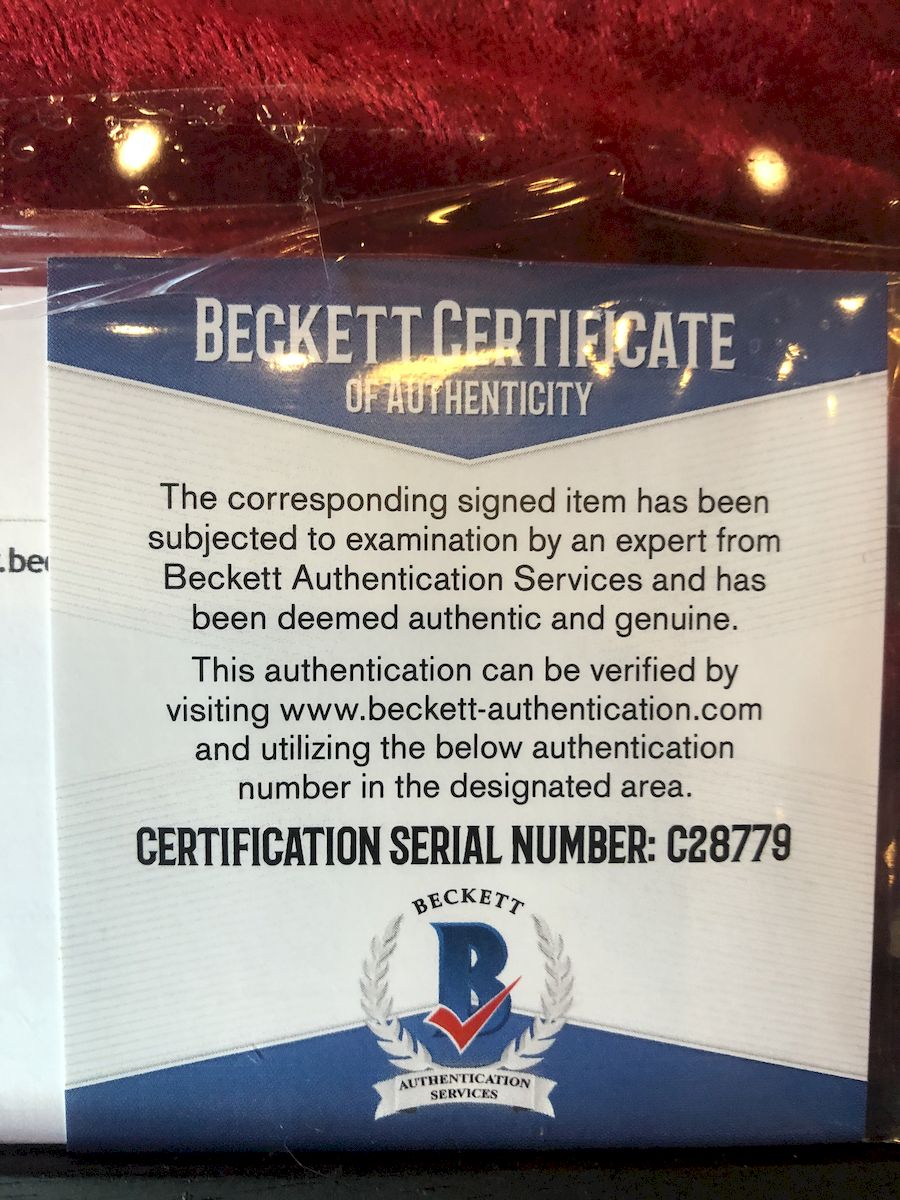 BECKETT CERTIFICATE
OF AUTHENTICITY
.bec
The corresponding signed item has been
subjected to examination by an expert from
Beckett Authentication Services and has
been deemed authentic and genuine.
This authentication can be verified by
visiting www.beckett-authentication.com
and utilizing the below authentication
number in the designated area.
CERTIFICATION SERIAL NUMBER: C28779
BECKETT
B
AUTHENTICATION
SERVICES